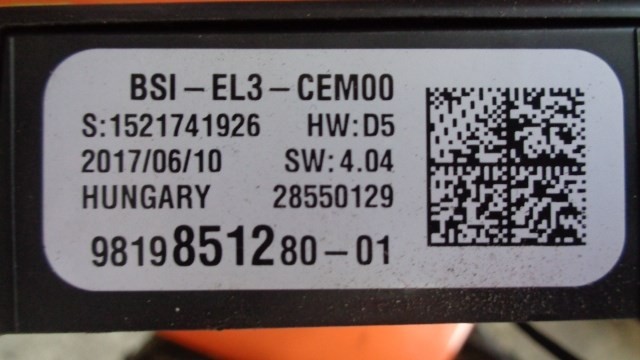 BSI-EL3-CEM00
S:1521741926 HW:D5
2017/06/10 SW:4.04
HUNGARY 28550129
9819851280-01